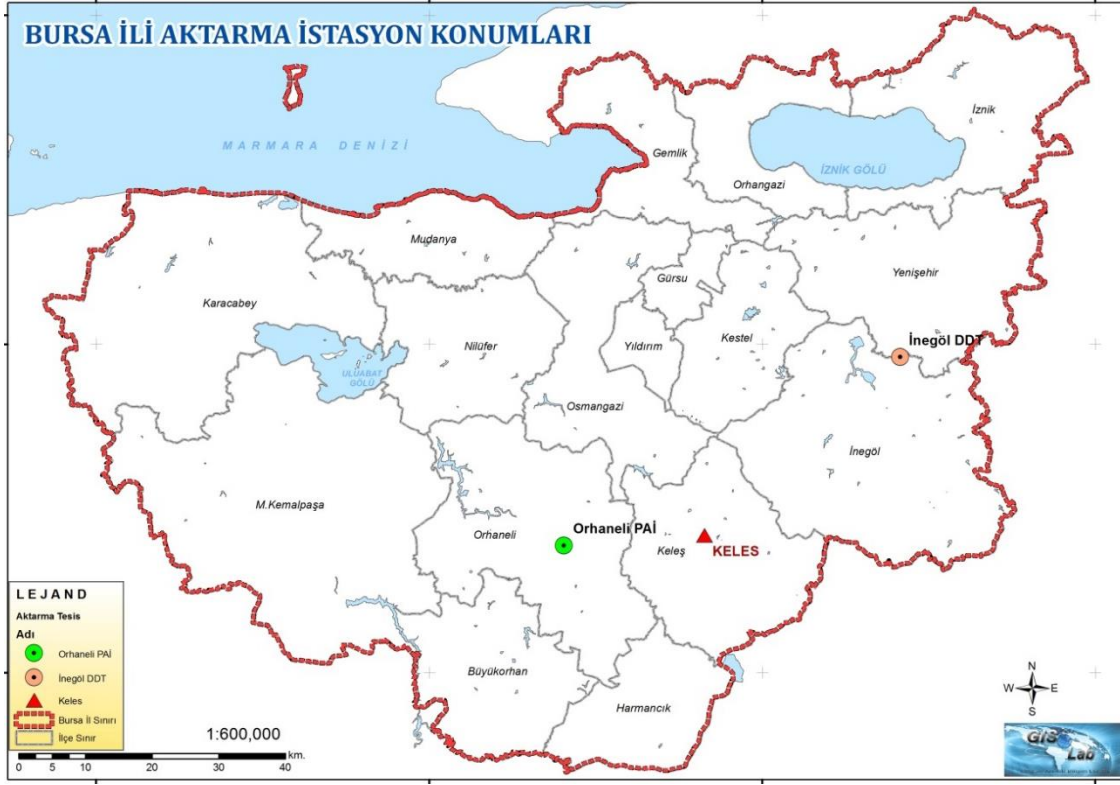 BURSA İLİ AKTARMA İSTASYON KONUMLARI
MARMARA DENİZİ
İznik
Gemlik
İZNİK GÖLÜ
Orhangazi
Mudanya
Yenişehir
Gürsu
Karacabey
Nilüfer
Yıldırım
Kestel
İnegöl DDT
ULUABAT
GÖLÜ
Osmangazi
İnegöl
M.Kemalpaşa
Orhaneli
Orhaneli PAİ
Keleş
KELES
Büyükorhan
Harmancık
LEJAND
Aktarma Tesis
Adı
Orhaneli PAİ
İnegöl DDT
Keles
Bursa İl Sınırı
İlçe Sınır
1:600,000
0 5 10 20 30 40 km.
N
W E
S
GIS
Lab